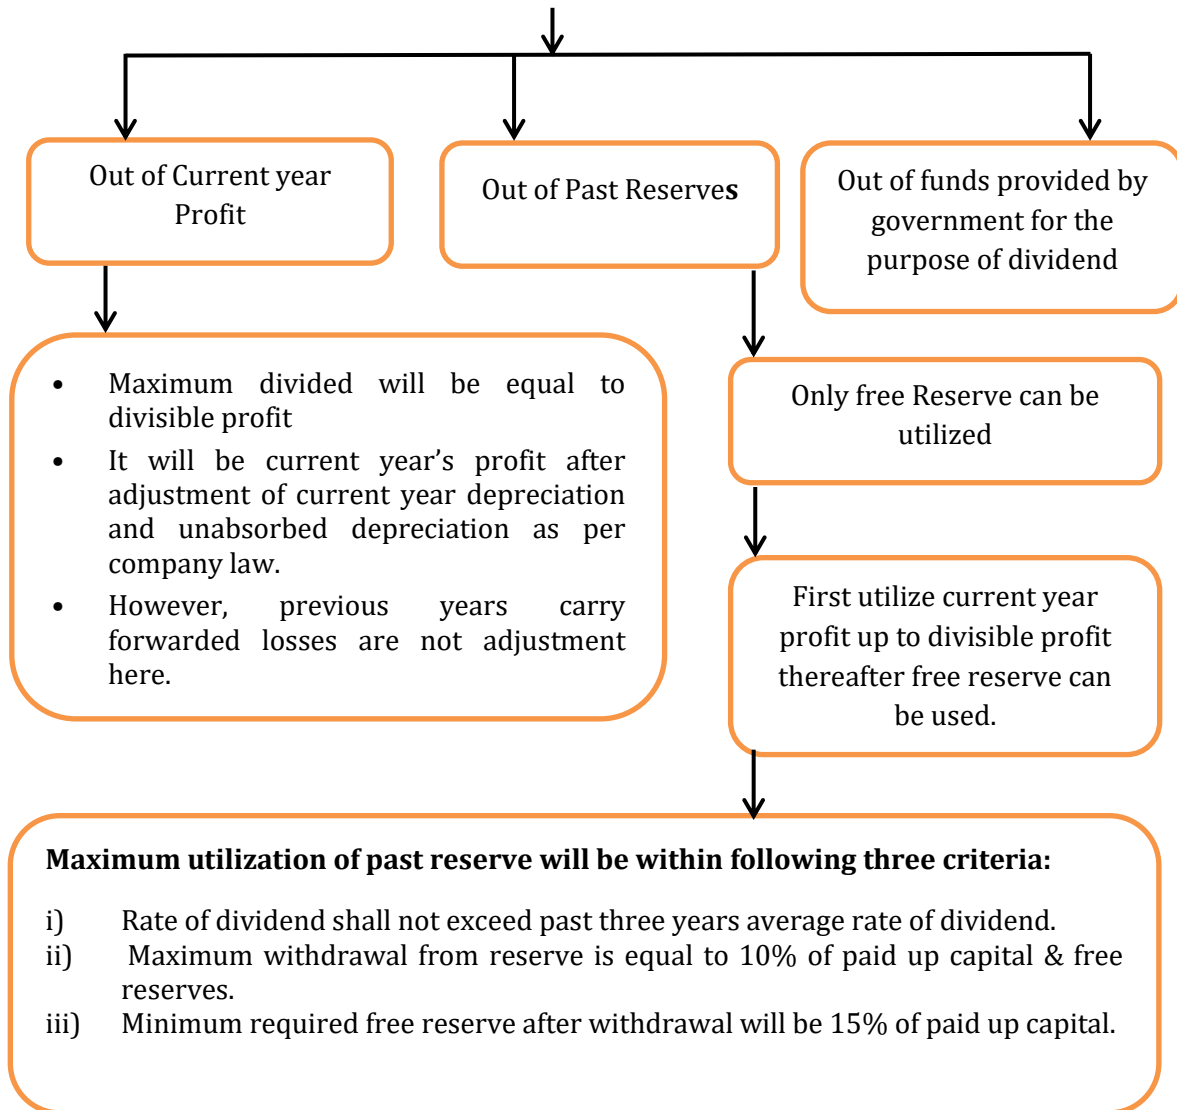 Out of Current year
Profit
Out of Past Reserves
Out of funds provided by
government for the
purpose of dividend
• Maximum divided will be equal to
divisible profit
• It will be current year’s profit after
adjustment of current year depreciation
and unabsorbed depreciation as per
company law.
• However, previous years carry
forwarded losses are not adjustment
here.
Only free Reserve can be
utilized
First utilize current year
profit up to divisible profit
thereafter free reserve can
be used.
Maximum utilization of past reserve will be within following three criteria:
i) Rate of dividend shall not exceed past three years average rate of dividend.
ii) Maximum withdrawal from reserve is equal to 10% of paid up capital & free
reserves.
iii) Minimum required free reserve after withdrawal will be 15% of paid up capital.